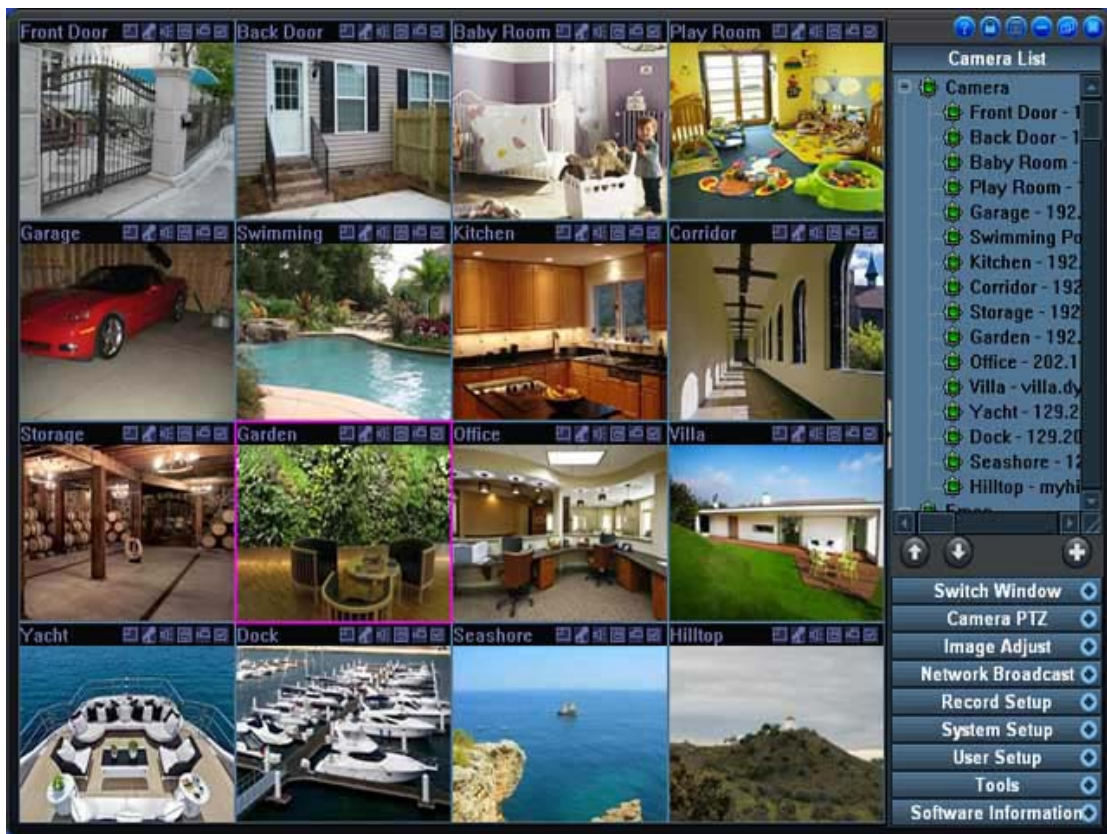 Front Door
Back Door
Baby Room
Play Room
Garage
Swimming
Kitchen
Corridor
Storage
Garden
Office
Villa
Yacht
Dock
Seashore
Hilltop
Camera List
Camera
Front Door - 1
Back Door - 1
Baby Room -
Play Room -
Garage - 192.
Swimming Po
Kitchen - 192.
Corridor - 192
Storage - 192
Garden - 192.
Office - 202.1
Villa - villa.dy
Yacht - 129.2
Dock - 129.20
Seashore - 12
Hilltop - myhi
Switch Window
Camera PTZ
Image Adjust
Network Broadcast
Record Setup
System Setup
User Setup
Tools
Software Information